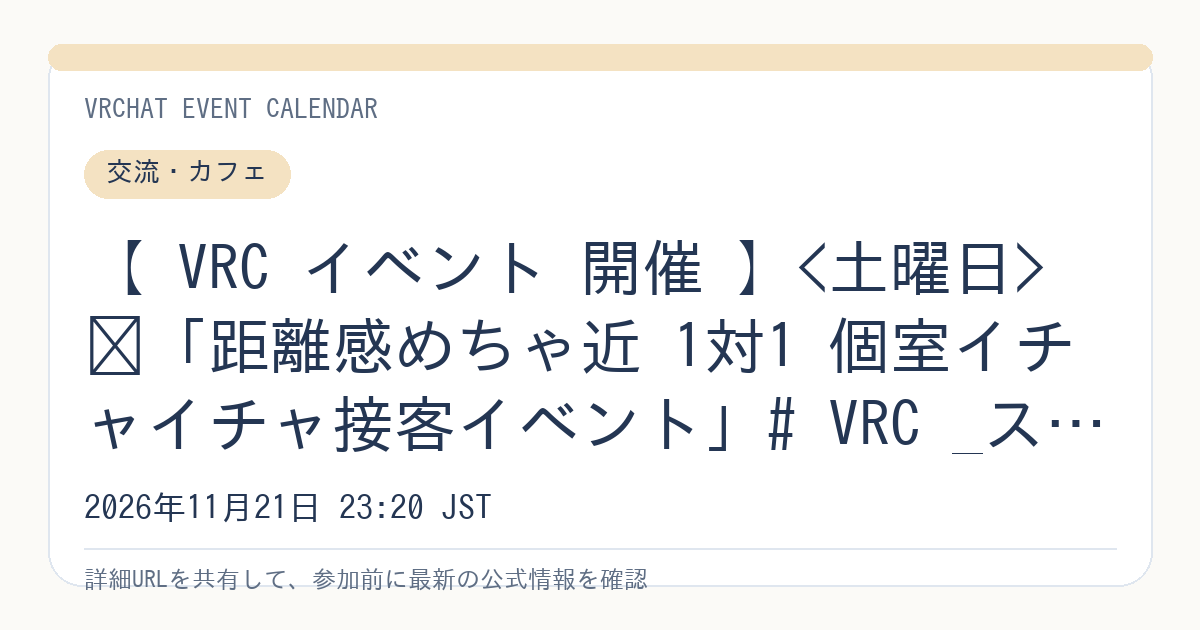 VRCHAT EVENT CALENDAR
交流・カフェ
【 VRC イベント 開催 】<土曜日>
「距離感めちゃ近 1対1 個室イチ
ャイチャ接客イベント」# VRC _ス…
2026年11月21日 23:20 JST
詳細URLを共有して、参加前に最新の公式情報を確認